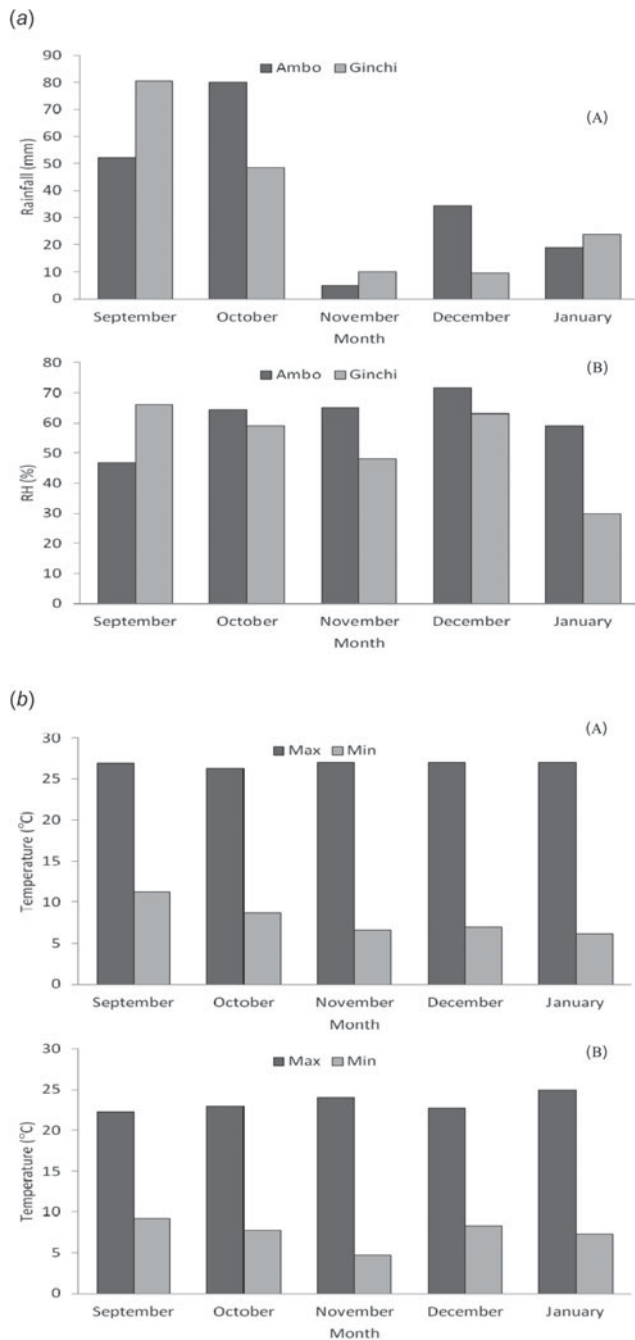 (a)
90
80
70
60
50
40
30
20
10
0
Rainfall (mm)
Ambo Ginchi
(A)
September October November December January
Month
80
70
60
50
40
30
20
10
0
RH (%)
Ambo Ginchi
(B)
September October November December January
Month
(b)
30
25
20
15
10
5
0
Temperature (°C)
Max Min
(A)
September October November December January
Month
30
25
20
15
10
5
0
Temperature (°C)
Max Min
(B)
September October November December January
Month